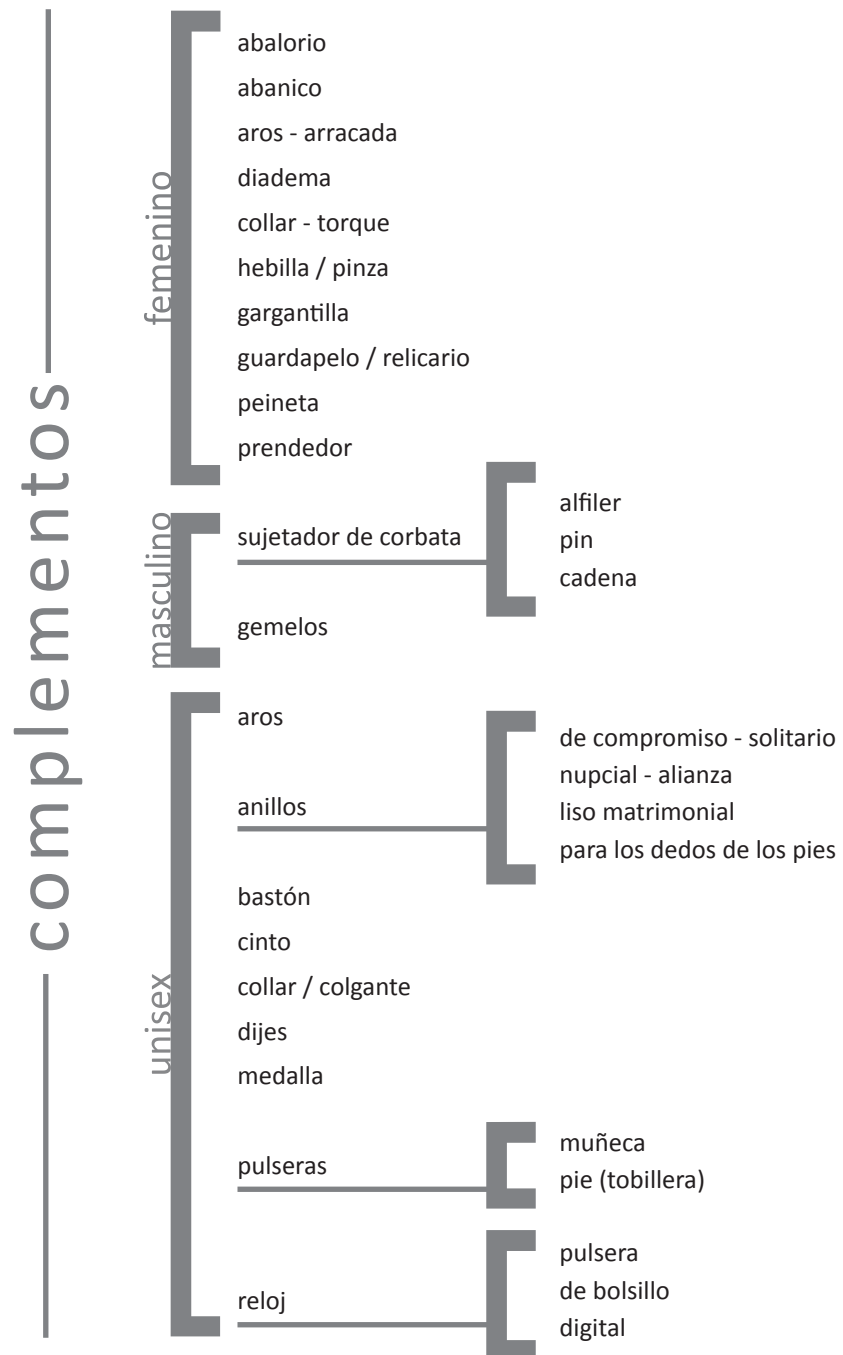 complementos
femenino
abalorio
abanico
aros - arracada
diadema
collar - torque
hebilla / pinza
gargantilla
guardapelo / relicario
peineta
prendedor
masculino
sujetador de corbata
alfiler
pin
cadena
gemelos
unisex
aros
anillos
de compromiso - solitario
nupcial - alianza
liso matrimonial
para los dedos de los pies
bastón
cinto
collar / colgante
dijes
medalla
pulseras
muñeca
pie (tobillera)
reloj
pulsera
de bolsillo
digital